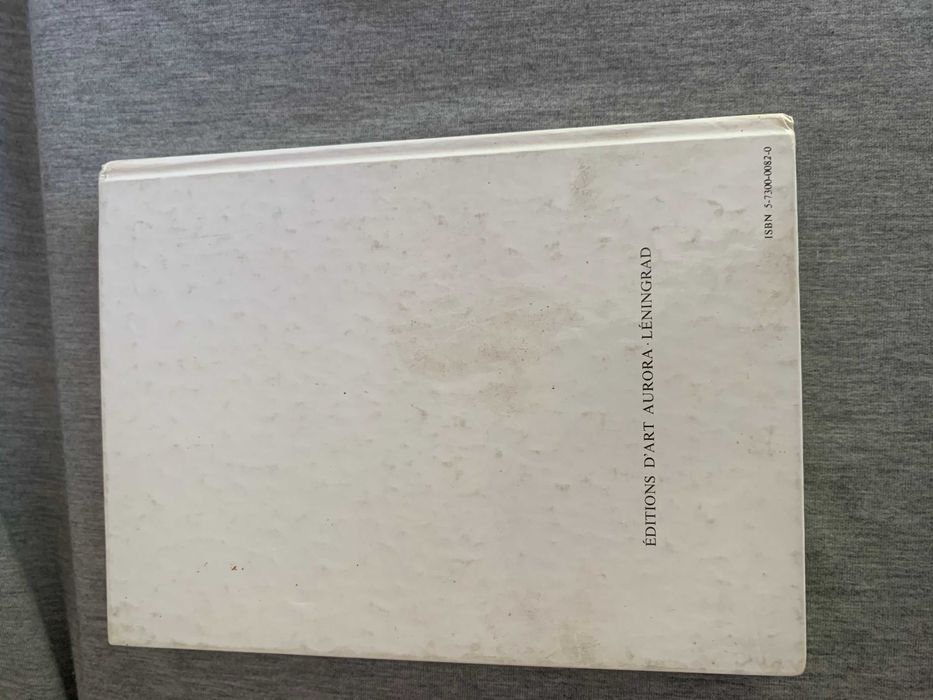 ÉDITIONS D'ART AURORA · LÉNINGRAD
ISBN 5-7300-0082-0